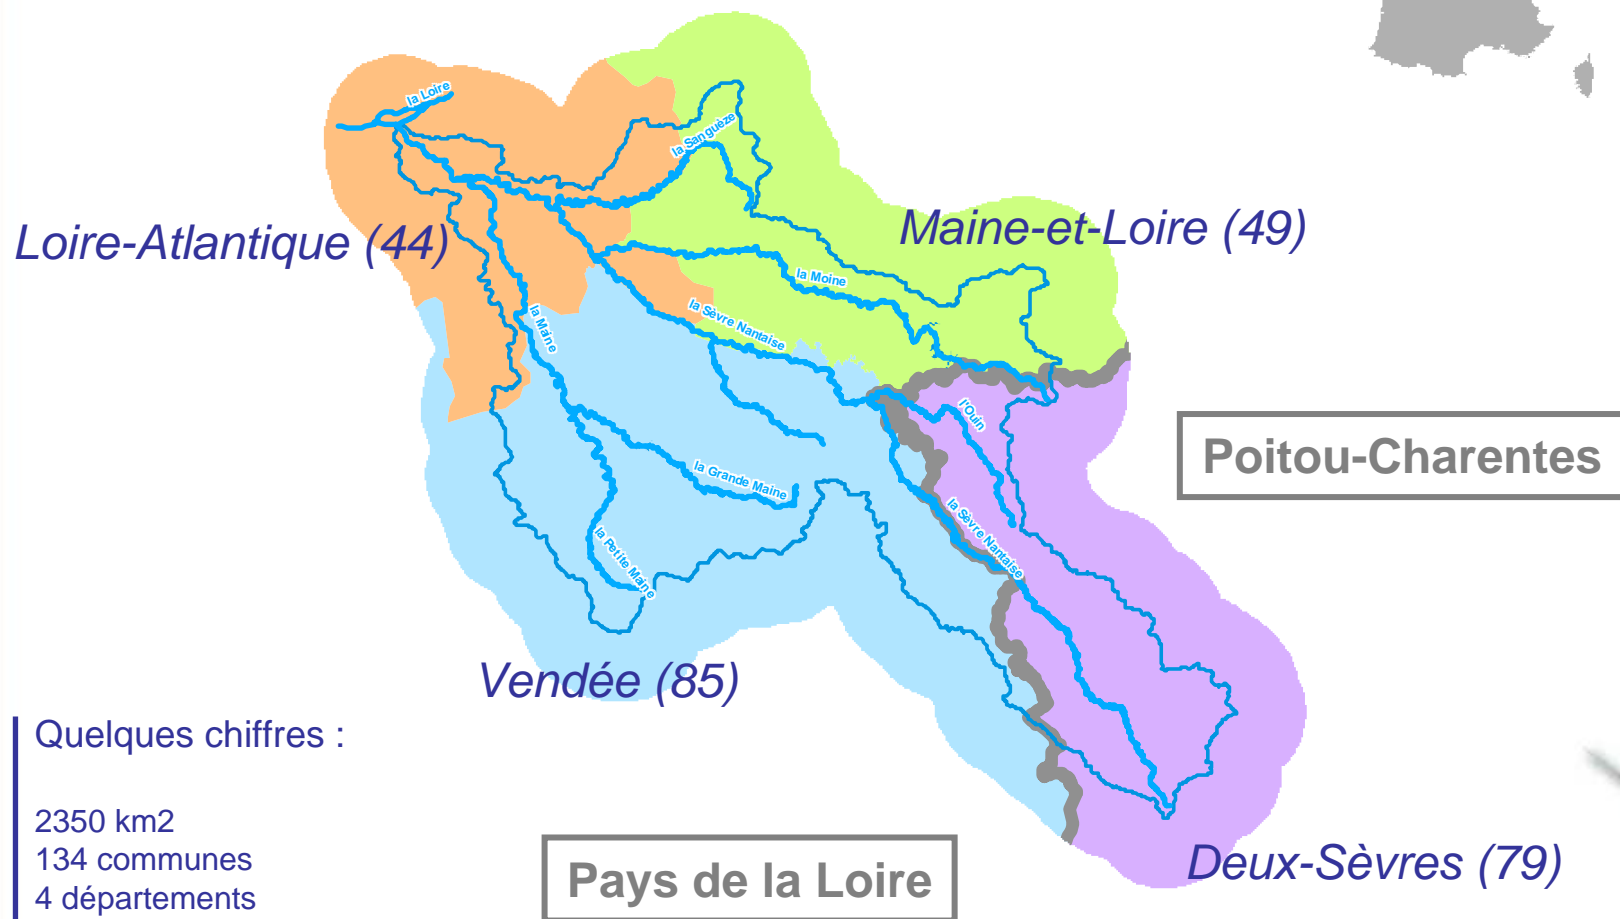 la Loire
la Sanguèze
Maine-et-Loire (49)
Loire-Atlantique (44)
la Moine
la Sèvre Nantaise
la Maine
l'Ouin
Poitou-Charentes
la Grande Maine
la Sèvre Nantaise
la Petite Maine
Vendée (85)
Quelques chiffres :
2350 km2
134 communes
4 départements
Pays de la Loire
Deux-Sèvres (79)